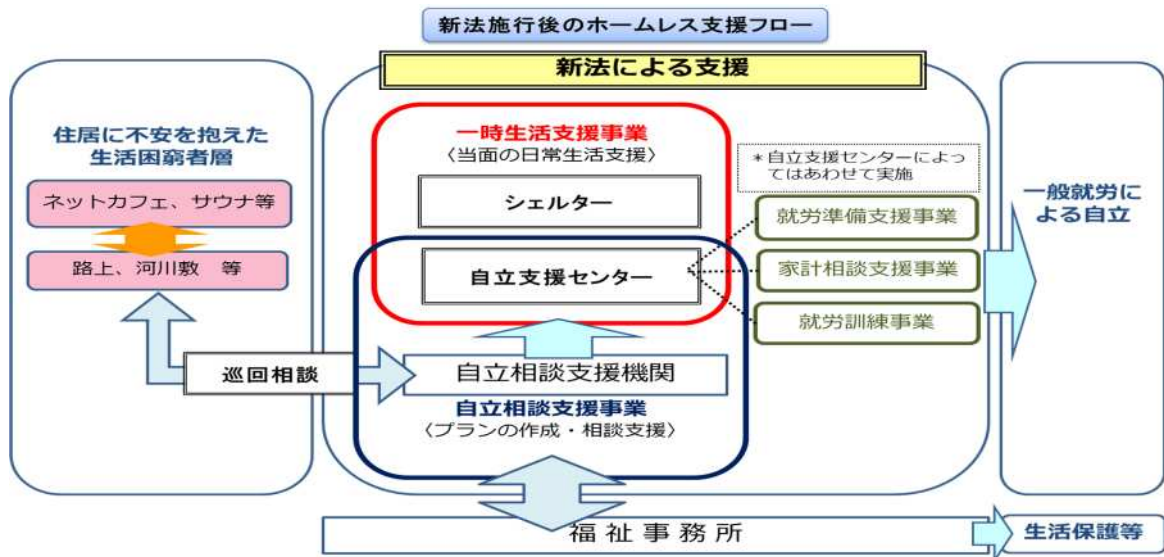 新法施行後のホームレス支援フロー
新法による支援
住居に不安を抱えた
生活困窮者層
ネットカフェ、サウナ等
路上、河川敷　等
巡回相談
一時生活支援事業
〈当面の日常生活支援〉
シェルター
自立支援センター
自立相談支援機関
自立相談支援事業
〈プランの作成・相談支援〉
＊自立支援センターによっ
てはあわせて実施
就労準備支援事業
家計相談支援事業
就労訓練事業
一般就労に
よる自立
福 祉 事 務 所
生活保護等